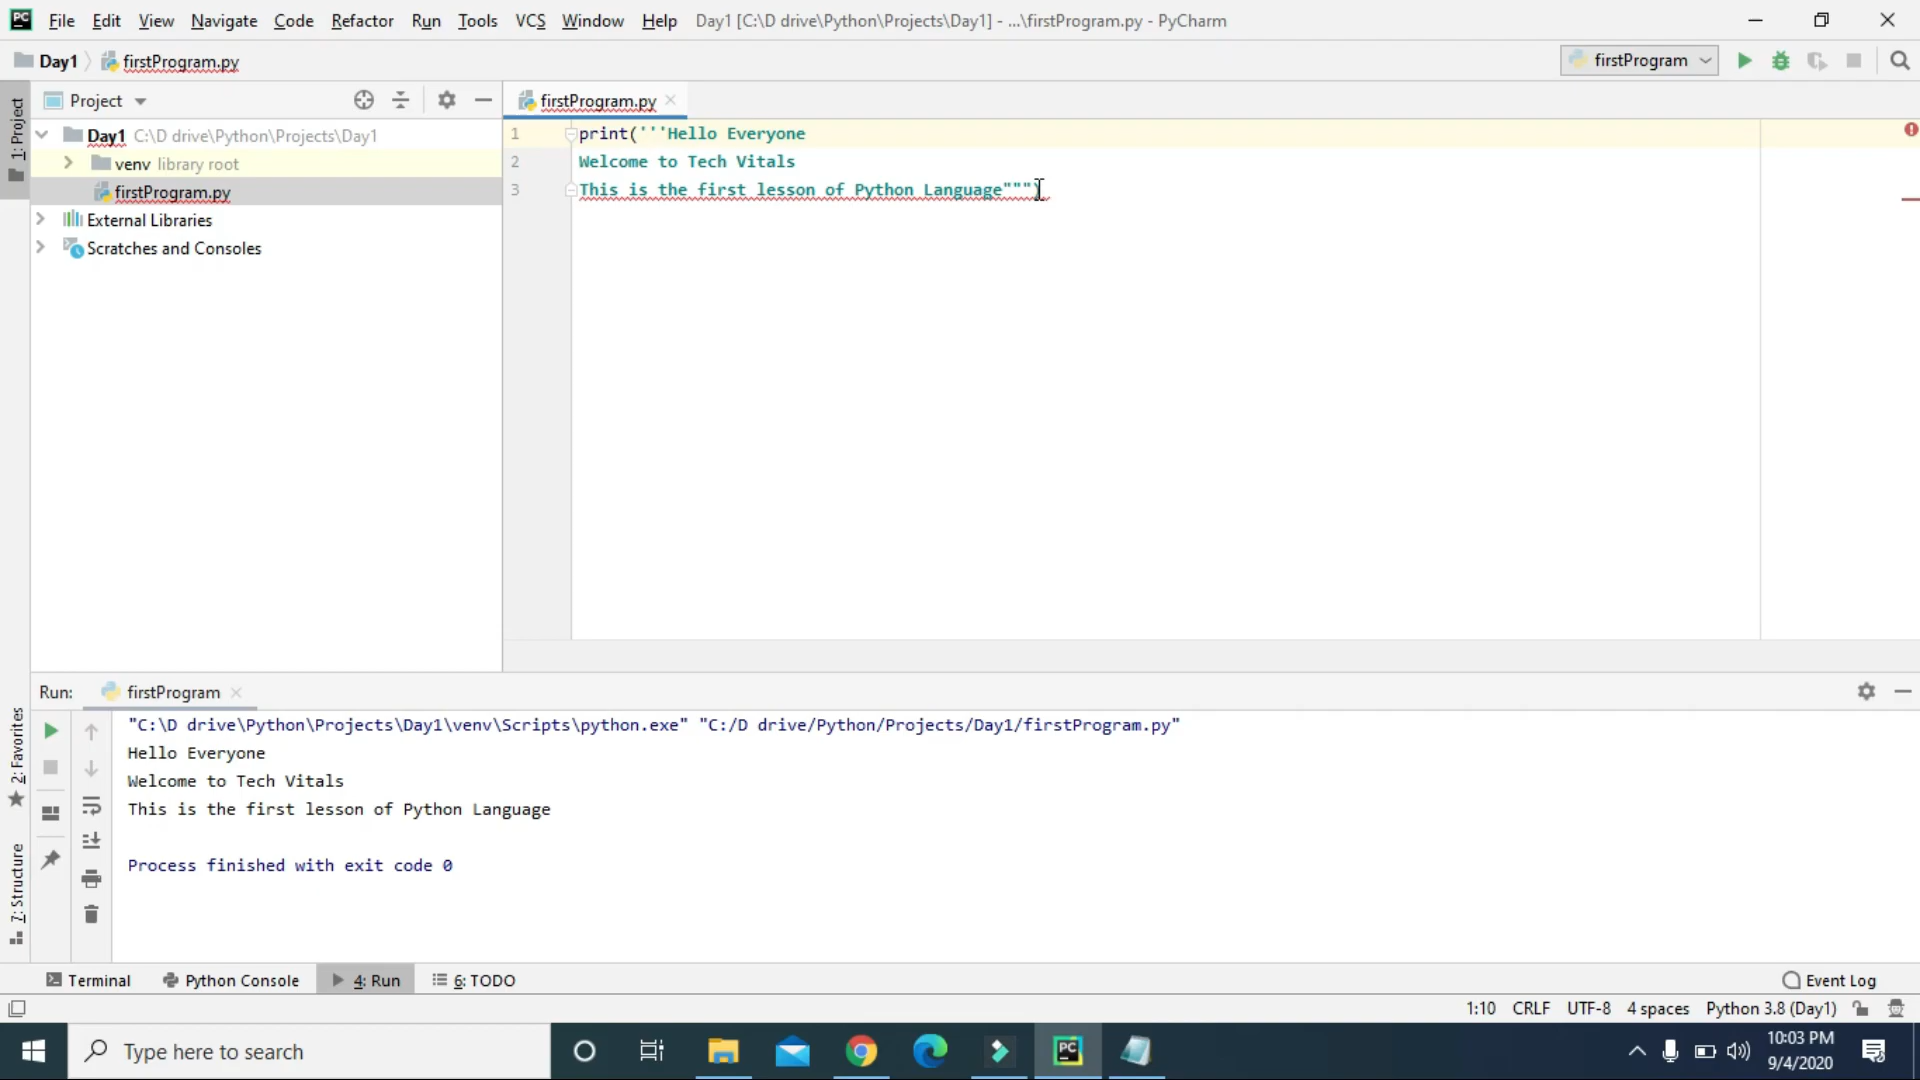 PC File Edit View Navigate Code Refactor Run Tools VCS Window Help Day1 [C:\D drive\Python\Projects\Day1] - ...\firstProgram.py - PyCharm
Day1 firstProgram.py firstProgram
1: Project
Project
firstProgram.py
Day1 C:\D drive\Python\Projects\Day1
venv library root
firstProgram.py
External Libraries
Scratches and Consoles
1 print('''Hello Everyone
2 Welcome to Tech Vitals
3 This is the first lesson of Python Language""")
Run: firstProgram
"C:\D drive\Python\Projects\Day1\venv\Scripts\python.exe" "C:/D drive/Python/Projects/Day1/firstProgram.py"
Hello Everyone
Welcome to Tech Vitals
This is the first lesson of Python Language
Process finished with exit code 0
2: Favorites
7: Structure
Terminal Python Console 4: Run 6: TODO Event Log
1:10 CRLF UTF-8 4 spaces Python 3.8 (Day1)
Type here to search
PC
10:03 PM
9/4/2020